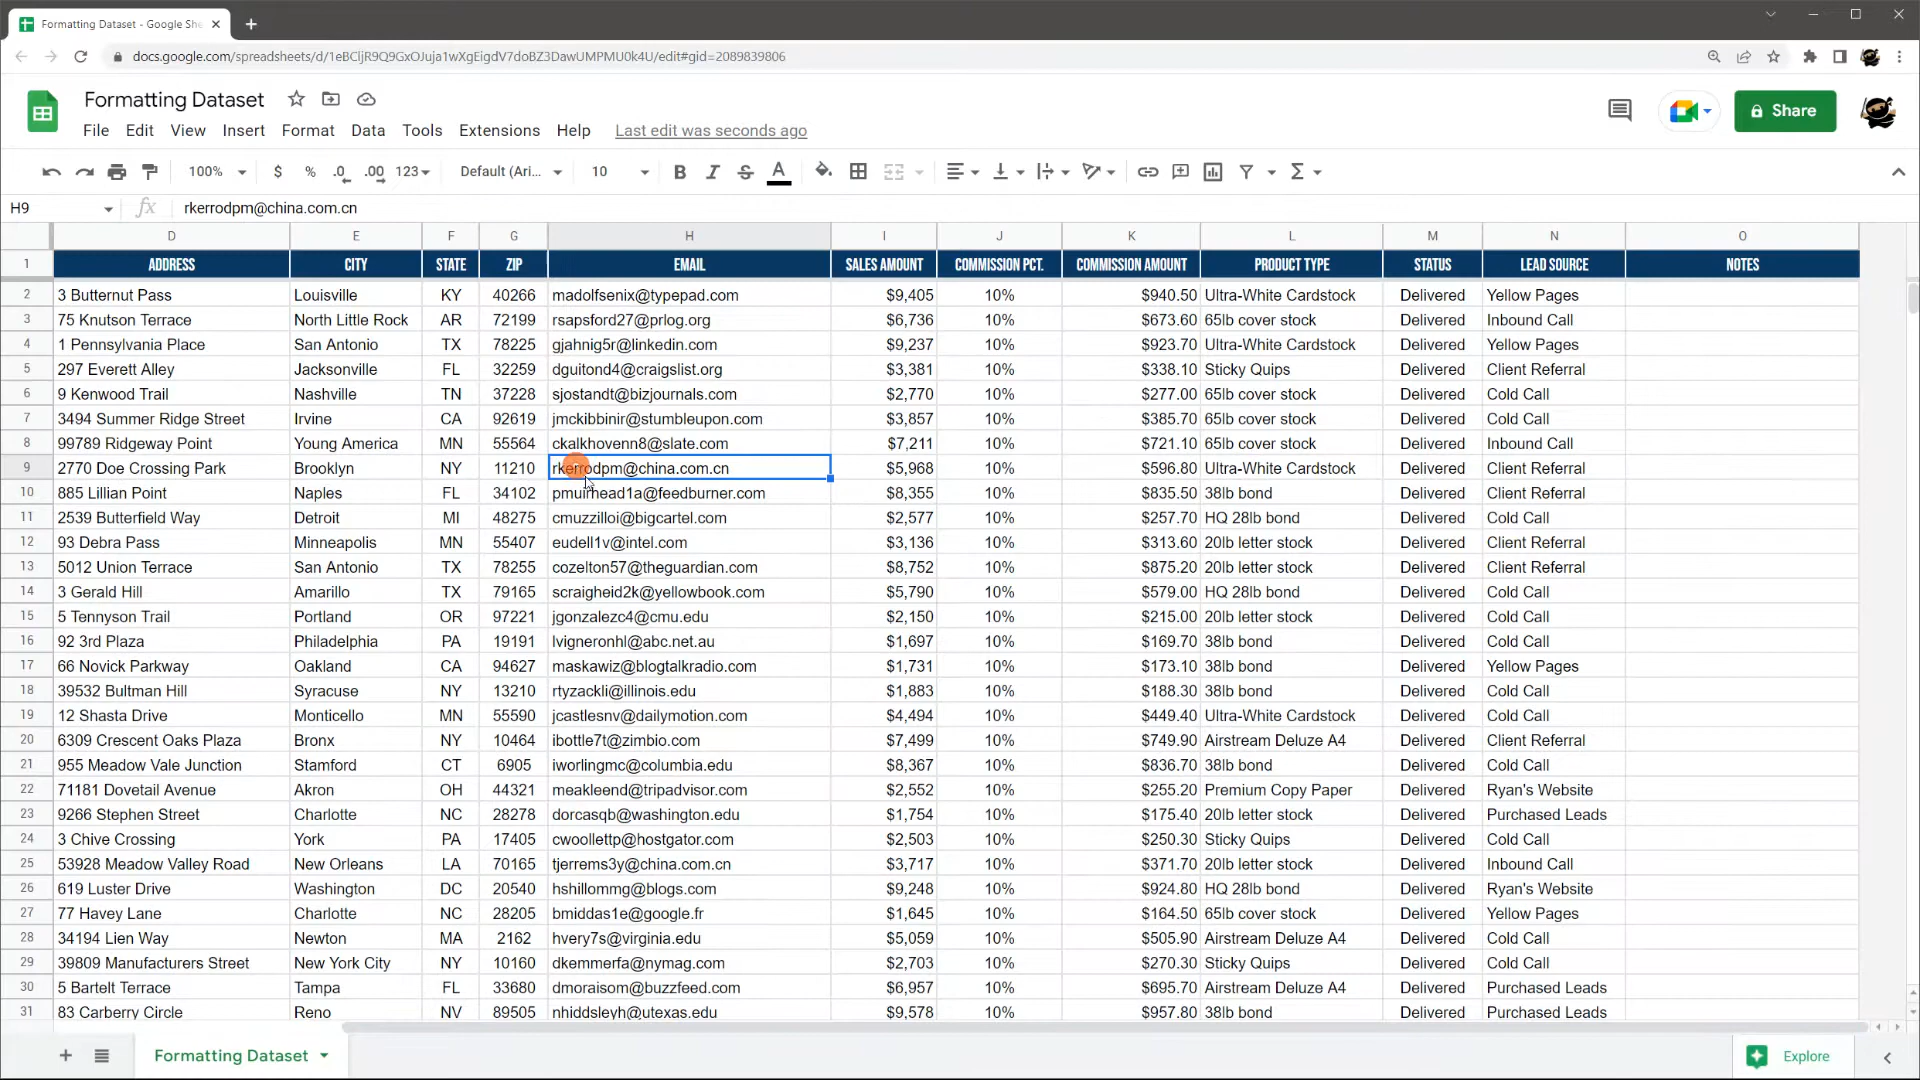 Formatting Dataset - Google She
docs.google.com/spreadsheets/d/1eBCljR9Q9GxOJuja1wXgEigdV7doBZ3DawUMPMU0k4U/edit#gid=2089839806
Formatting Dataset
File Edit View Insert Format Data Tools Extensions Help Last edit was seconds ago
Share
100% $ % .0 .00 123 Default (Ari... 10 B I S A Σ
H9 fx rkerrodpm@china.com.cn
D E F G H I J K L M N O
1 ADDRESS CITY STATE ZIP EMAIL SALES AMOUNT COMMISSION PCT. COMMISSION AMOUNT PRODUCT TYPE STATUS LEAD SOURCE NOTES
2 3 Butternut Pass Louisville KY 40266 madolfsenix@typepad.com $9,405 10% $940.50 Ultra-White Cardstock Delivered Yellow Pages
3 75 Knutson Terrace North Little Rock AR 72199 rsapsford27@prlog.org $6,736 10% $673.60 65lb cover stock Delivered Inbound Call
4 1 Pennsylvania Place San Antonio TX 78225 gjahnig5r@linkedin.com $9,237 10% $923.70 Ultra-White Cardstock Delivered Yellow Pages
5 297 Everett Alley Jacksonville FL 32259 dguitond4@craigslist.org $3,381 10% $338.10 Sticky Quips Delivered Client Referral
6 9 Kenwood Trail Nashville TN 37228 sjostandt@bizjournals.com $2,770 10% $277.00 65lb cover stock Delivered Cold Call
7 3494 Summer Ridge Street Irvine CA 92619 jmckibbinir@stumbleupon.com $3,857 10% $385.70 65lb cover stock Delivered Cold Call
8 99789 Ridgeway Point Young America MN 55564 ckalkhovenn8@slate.com $7,211 10% $721.10 65lb cover stock Delivered Inbound Call
9 2770 Doe Crossing Park Brooklyn NY 11210 rkerrodpm@china.com.cn $5,968 10% $596.80 Ultra-White Cardstock Delivered Client Referral
10 885 Lillian Point Naples FL 34102 pmuirhead1a@feedburner.com $8,355 10% $835.50 38lb bond Delivered Client Referral
11 2539 Butterfield Way Detroit MI 48275 cmuzzilloi@bigcartel.com $2,577 10% $257.70 HQ 28lb bond Delivered Cold Call
12 93 Debra Pass Minneapolis MN 55407 eudell1v@intel.com $3,136 10% $313.60 20lb letter stock Delivered Client Referral
13 5012 Union Terrace San Antonio TX 78255 cozelton57@theguardian.com $8,752 10% $875.20 20lb letter stock Delivered Client Referral
14 3 Gerald Hill Amarillo TX 79165 scraigheid2k@yellowbook.com $5,790 10% $579.00 HQ 28lb bond Delivered Cold Call
15 5 Tennyson Trail Portland OR 97221 jgonzalezc4@cmu.edu $2,150 10% $215.00 20lb letter stock Delivered Cold Call
16 92 3rd Plaza Philadelphia PA 19191 lvigneronhl@abc.net.au $1,697 10% $169.70 38lb bond Delivered Cold Call
17 66 Novick Parkway Oakland CA 94627 maskawiz@blogtalkradio.com $1,731 10% $173.10 38lb bond Delivered Yellow Pages
18 39532 Bultman Hill Syracuse NY 13210 rtyzackli@illinois.edu $1,883 10% $188.30 38lb bond Delivered Cold Call
19 12 Shasta Drive Monticello MN 55590 jcastlesnv@dailymotion.com $4,494 10% $449.40 Ultra-White Cardstock Delivered Cold Call
20 6309 Crescent Oaks Plaza Bronx NY 10464 ibottle7t@zimbio.com $7,499 10% $749.90 Airstream Deluze A4 Delivered Client Referral
21 955 Meadow Vale Junction Stamford CT 6905 iworlingmc@columbia.edu $8,367 10% $836.70 38lb bond Delivered Cold Call
22 71181 Dovetail Avenue Akron OH 44321 meakleend@tripadvisor.com $2,552 10% $255.20 Premium Copy Paper Delivered Ryan's Website
23 9266 Stephen Street Charlotte NC 28278 dorcasqb@washington.edu $1,754 10% $175.40 20lb letter stock Delivered Purchased Leads
24 3 Chive Crossing York PA 17405 cwoollettp@hostgator.com $2,503 10% $250.30 Sticky Quips Delivered Cold Call
25 53928 Meadow Valley Road New Orleans LA 70165 tjerrems3y@china.com.cn $3,717 10% $371.70 20lb letter stock Delivered Inbound Call
26 619 Luster Drive Washington DC 20540 hshillommg@blogs.com $9,248 10% $924.80 HQ 28lb bond Delivered Ryan's Website
27 77 Havey Lane Charlotte NC 28205 bmiddas1e@google.fr $1,645 10% $164.50 65lb cover stock Delivered Yellow Pages
28 34194 Lien Way Newton MA 2162 hvery7s@virginia.edu $5,059 10% $505.90 Airstream Deluze A4 Delivered Cold Call
29 39809 Manufacturers Street New York City NY 10160 dkemmerfa@nymag.com $2,703 10% $270.30 Sticky Quips Delivered Cold Call
30 5 Bartelt Terrace Tampa FL 33680 dmoraisom@buzzfeed.com $6,957 10% $695.70 Airstream Deluze A4 Delivered Purchased Leads
31 83 Carberry Circle Reno NV 89505 nhiddsleyh@utexas.edu $9,578 10% $957.80 38lb bond Delivered Purchased Leads
Formatting Dataset Explore